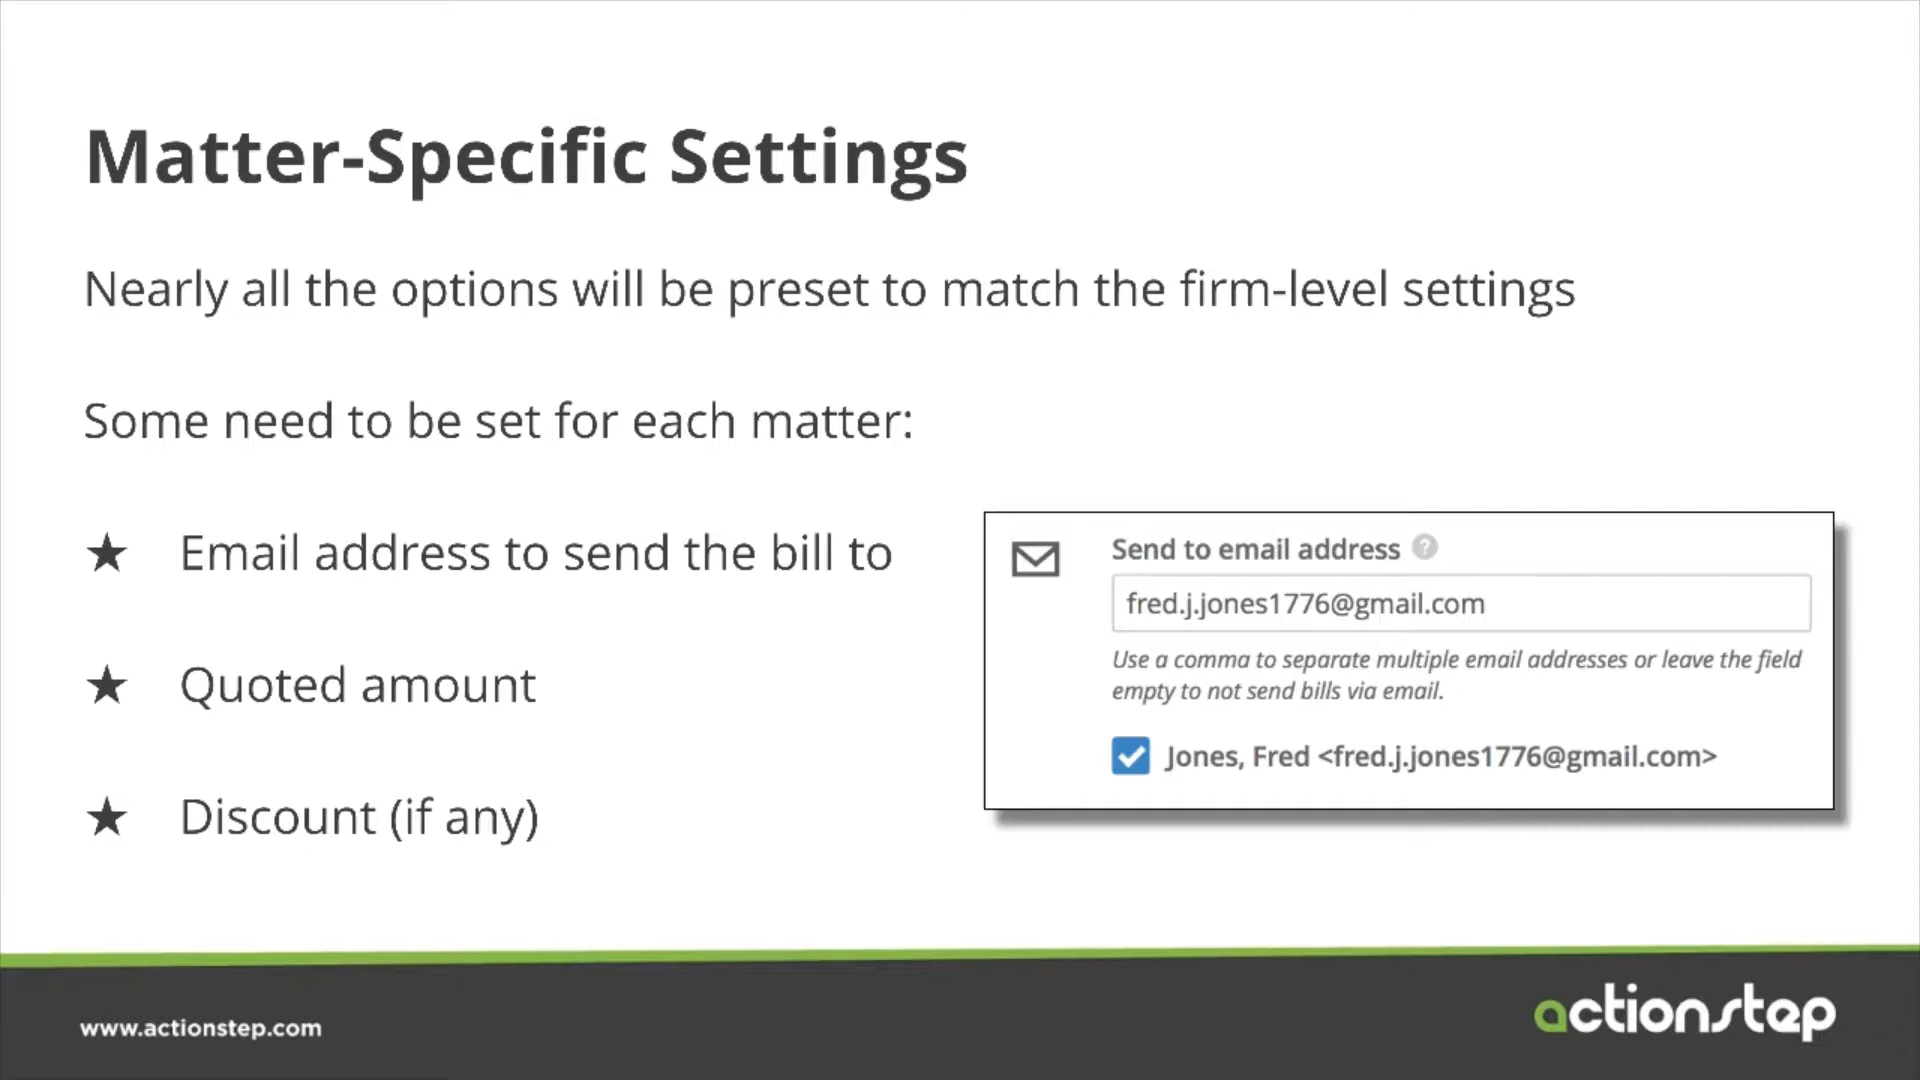 Matter-Specific Settings
Nearly all the options will be preset to match the firm-level settings
Some need to be set for each matter:
★ Email address to send the bill to
★ Quoted amount
★ Discount (if any)
Send to email address ?
fred.j.jones1776@gmail.com
Use a comma to separate multiple email addresses or leave the field
empty to not send bills via email.
Jones, Fred <fred.j.jones1776@gmail.com>
www.actionstep.com
actionstep